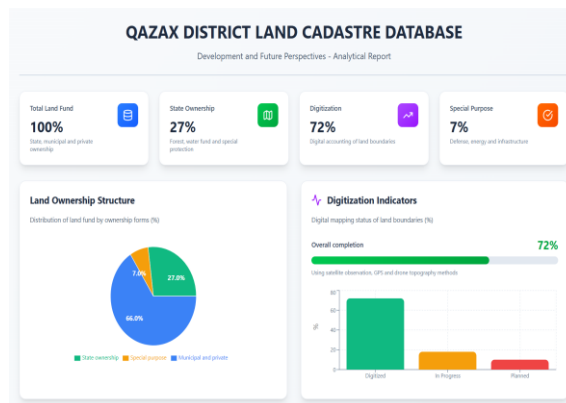 QAZAX DISTRICT LAND CADASTRE DATABASE
Development and Future Perspectives - Analytical Report
Total Land Fund
100%
State, municipal and private
ownership
State Ownership
27%
Forest, water fund and special
protection
Digitization
72%
Digital accounting of land boundaries
Special Purpose
7%
Defense, energy and infrastructure
Land Ownership Structure
Distribution of land fund by ownership forms (%)
7.0%
27.0%
66.0%
State ownership
Special purpose
Municipal and private
Digitization Indicators
Digital mapping status of land boundaries (%)
Overall completion
72%
Using satellite observation, GPS and drone topography methods
80
60
40
20
0
%
Digitized
In Progress
Planned